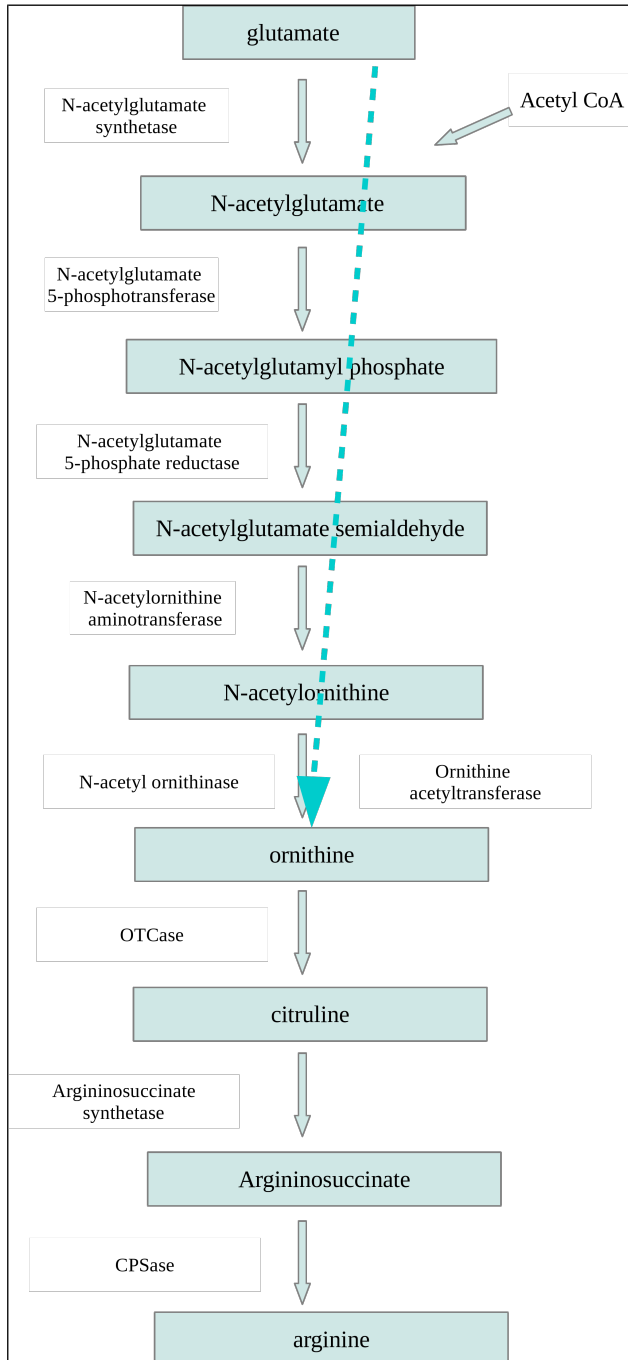 glutamate
N-acetylglutamate
synthetase
Acetyl CoA
N-acetylglutamate
N-acetylglutamate
5-phosphotransferase
N-acetylglutamyl phosphate
N-acetylglutamate
5-phosphate reductase
N-acetylglutamate semialdehyde
N-acetylornithine
aminotransferase
N-acetylornithine
N-acetyl ornithinase
Ornithine
acetyltransferase
ornithine
OTCase
citruline
Argininosuccinate
synthetase
Argininosuccinate
CPSase
arginine